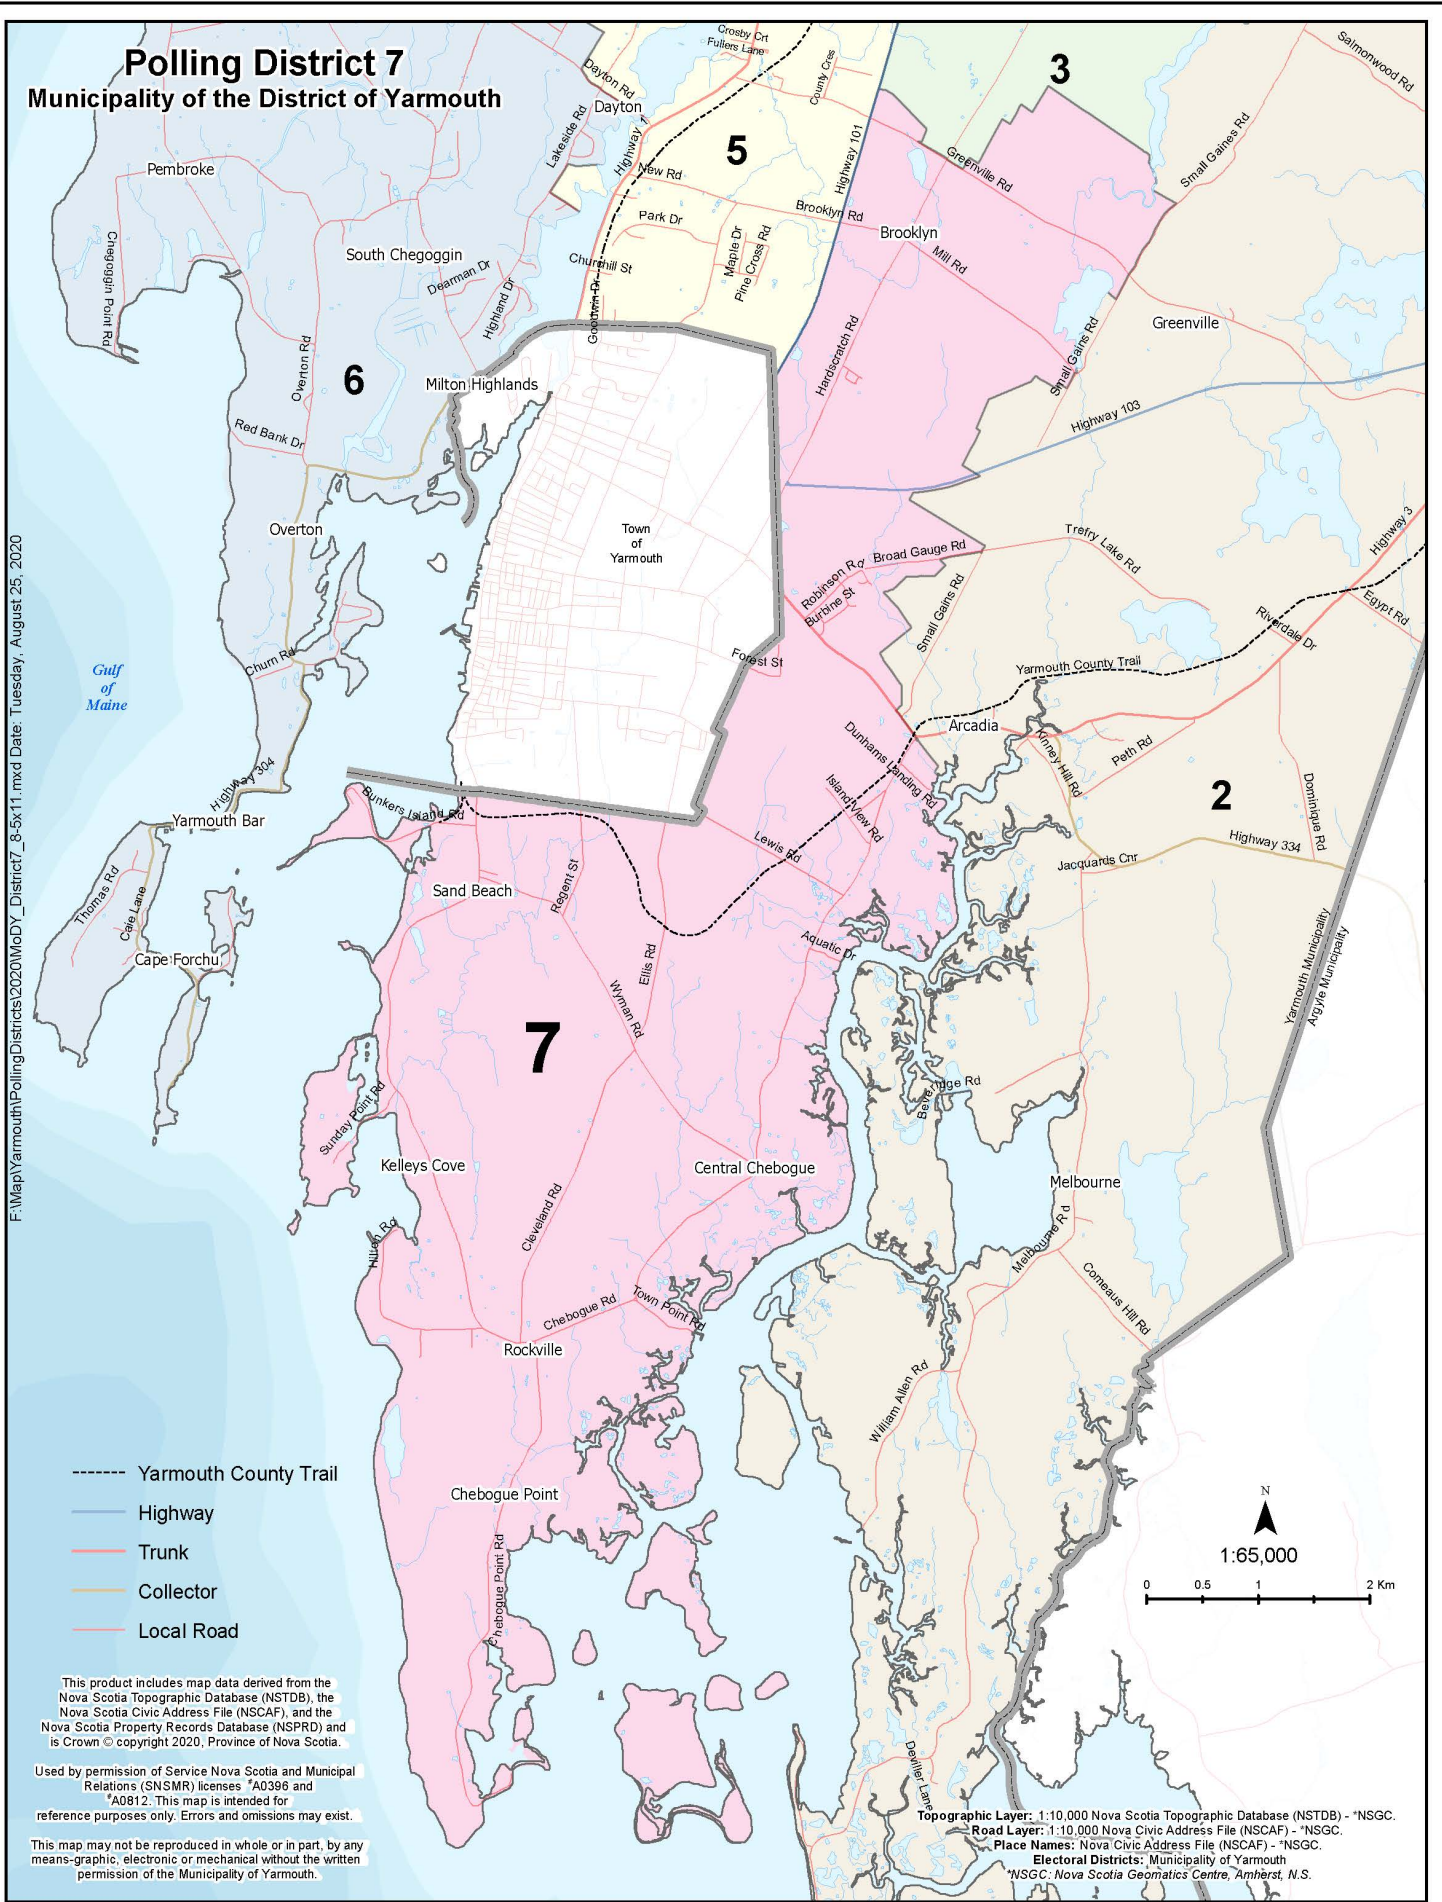 Polling District 7
Municipality of the District of Yarmouth
3
5
6
7
2
Crosby Crt
Fullers Lane
County Cres
Dayton Rd
Dayton
Lakeside Rd
Highway 1
New Rd
Highway 101
Brooklyn Rd
Park Dr
Maple Dr
Pine Cross Rd
Churchill St
Goodwin Dr
Salmonwood Rd
Small Gaines Rd
Greenville Rd
Brooklyn
Mill Rd
Greenville
Hardscratch Rd
Small Gains Rd
Highway 103
Pembroke
Chegoggin Point Rd
South Chegoggin
Dearman Dr
Highland Dr
Overton Rd
Milton Highlands
Red Bank Dr
Overton
Town
of
Yarmouth
Broad Gauge Rd
Robinson Rd
Burbine St
Small Gains Rd
Trefry Lake Rd
Highway 3
Egypt Rd
Riverdale Dr
Yarmouth County Trail
Forest St
Arcadia
Churn Rd
Gulf
of
Maine
Highway 304
Yarmouth Bar
Bunkers Island Rd
Dunhams Landing Rd
Island View Rd
Kinney Hill Rd
Peth Rd
Dominique Rd
Highway 334
Jacquards Cnr
Lewis Rd
Sand Beach
Regent St
Thomas Rd
Caie Lane
Cape Forchu
Ellis Rd
Wyman Rd
Aquatic Dr
Yarmouth Municipality
Argyle Municipality
Beveridge Rd
Sunday Point Rd
Kelleys Cove
Central Chebogue
Melbourne
Hilton Rd
Cleveland Rd
Melbourne Rd
Comeaus Hill Rd
Chebogue Rd
Town Point Rd
Rockville
William Allen Rd
Chebogue Point
Chebogue Point Rd
Deviller Lane
F:\Map\Yarmouth\PollingDistricts\2020\MoDY_District7_8-5x11.mxd Date: Tuesday, August 25, 2020
Yarmouth County Trail
Highway
Trunk
Collector
Local Road
N
1:65,000
0 0.5 1 2 Km
This product includes map data derived from the
Nova Scotia Topographic Database (NSTDB), the
Nova Scotia Civic Address File (NSCAF), and the
Nova Scotia Property Records Database (NSPRD) and
is Crown © copyright 2020, Province of Nova Scotia.
Used by permission of Service Nova Scotia and Municipal
Relations (SNSMR) licenses #A0396 and
#A0812. This map is intended for
reference purposes only. Errors and omissions may exist.
This map may not be reproduced in whole or in part, by any
means-graphic, electronic or mechanical without the written
permission of the Municipality of Yarmouth.
Topographic Layer: 1:10,000 Nova Scotia Topographic Database (NSTDB) - *NSGC.
Road Layer: 1:10,000 Nova Civic Address File (NSCAF) - *NSGC.
Place Names: Nova Civic Address File (NSCAF) - *NSGC.
Electoral Districts: Municipality of Yarmouth
*NSGC: Nova Scotia Geomatics Centre, Amherst, N.S.